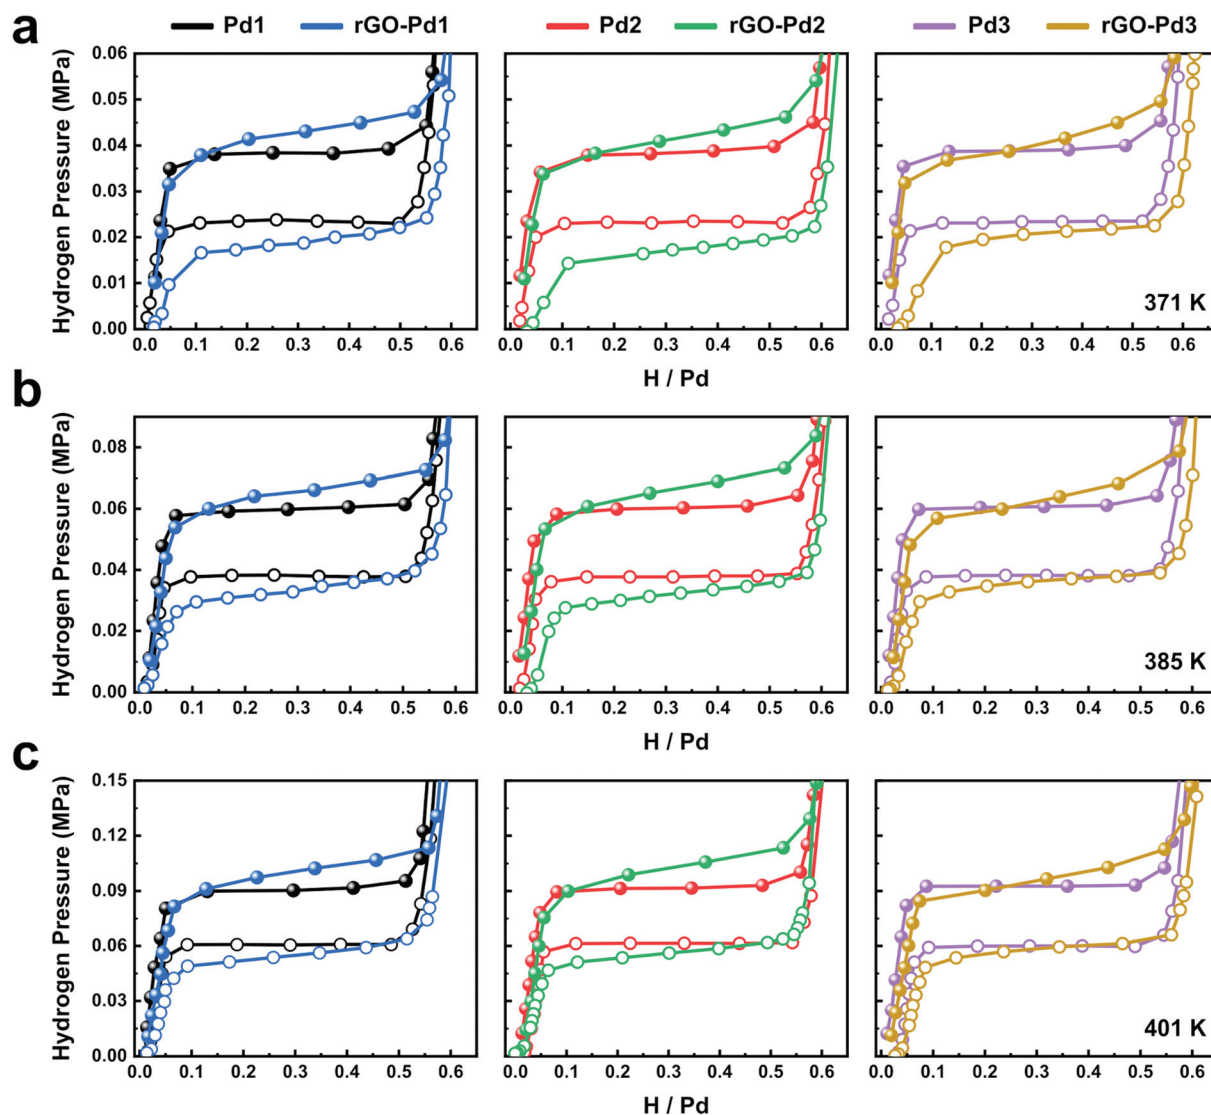 a
Pd1 rGO-Pd1 Pd2 rGO-Pd2 Pd3 rGO-Pd3
Hydrogen Pressure (MPa)
0.06
0.05
0.04
0.03
0.02
0.01
0.00
371 K
0.0 0.1 0.2 0.3 0.4 0.5 0.6 0.0 0.1 0.2 0.3 0.4 0.5 0.6 0.0 0.1 0.2 0.3 0.4 0.5 0.6
H / Pd
b
Hydrogen Pressure (MPa)
0.08
0.06
0.04
0.02
0.00
385 K
0.0 0.1 0.2 0.3 0.4 0.5 0.6 0.0 0.1 0.2 0.3 0.4 0.5 0.6 0.0 0.1 0.2 0.3 0.4 0.5 0.6
H / Pd
c
Hydrogen Pressure (MPa)
0.15
0.12
0.09
0.06
0.03
0.00
401 K
0.0 0.1 0.2 0.3 0.4 0.5 0.6 0.0 0.1 0.2 0.3 0.4 0.5 0.6 0.0 0.1 0.2 0.3 0.4 0.5 0.6
H / Pd